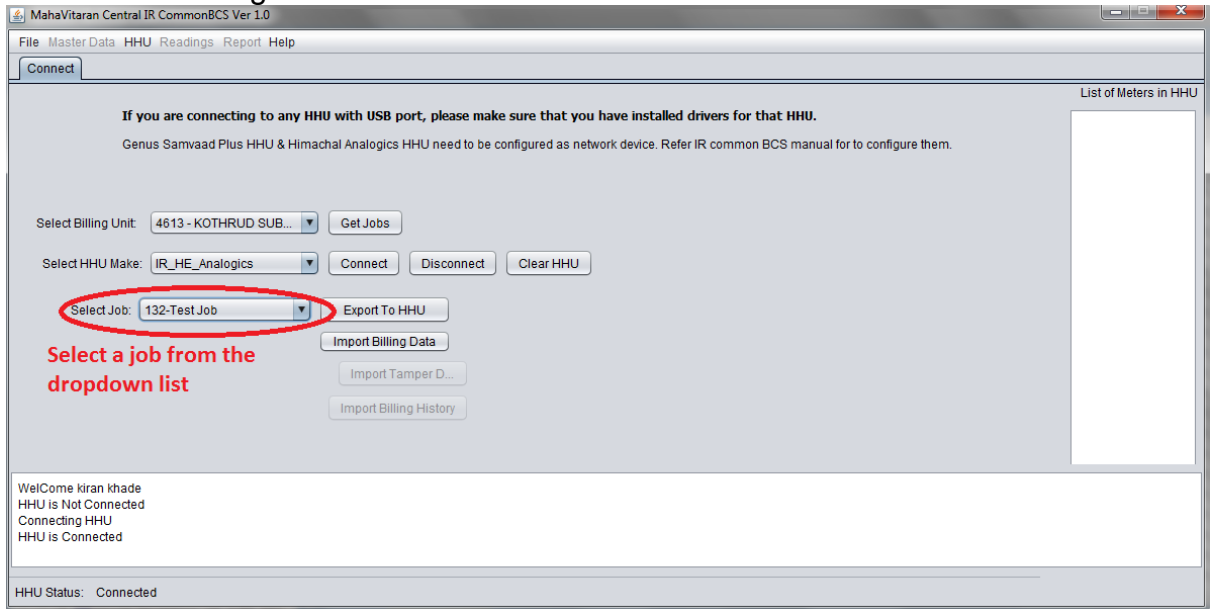 MahaVitaran Central IR CommonBCS Ver 1.0
File Master Data HHU Readings Report Help
Connect
List of Meters in HHU
If you are connecting to any HHU with USB port, please make sure that you have installed drivers for that HHU.
Genus Samvaad Plus HHU & Himachal Analogics HHU need to be configured as network device. Refer IR common BCS manual for to configure them.
Select Billing Unit: 4613 - KOTHRUD SUB... Get Jobs
Select HHU Make: IR_HE_Analogics Connect Disconnect Clear HHU
Select Job: 132-Test Job Export To HHU
Import Billing Data
Select a job from the
dropdown list
Import Tamper D...
Import Billing History
WelCome kiran khade
HHU is Not Connected
Connecting HHU
HHU is Connected
HHU Status: Connected